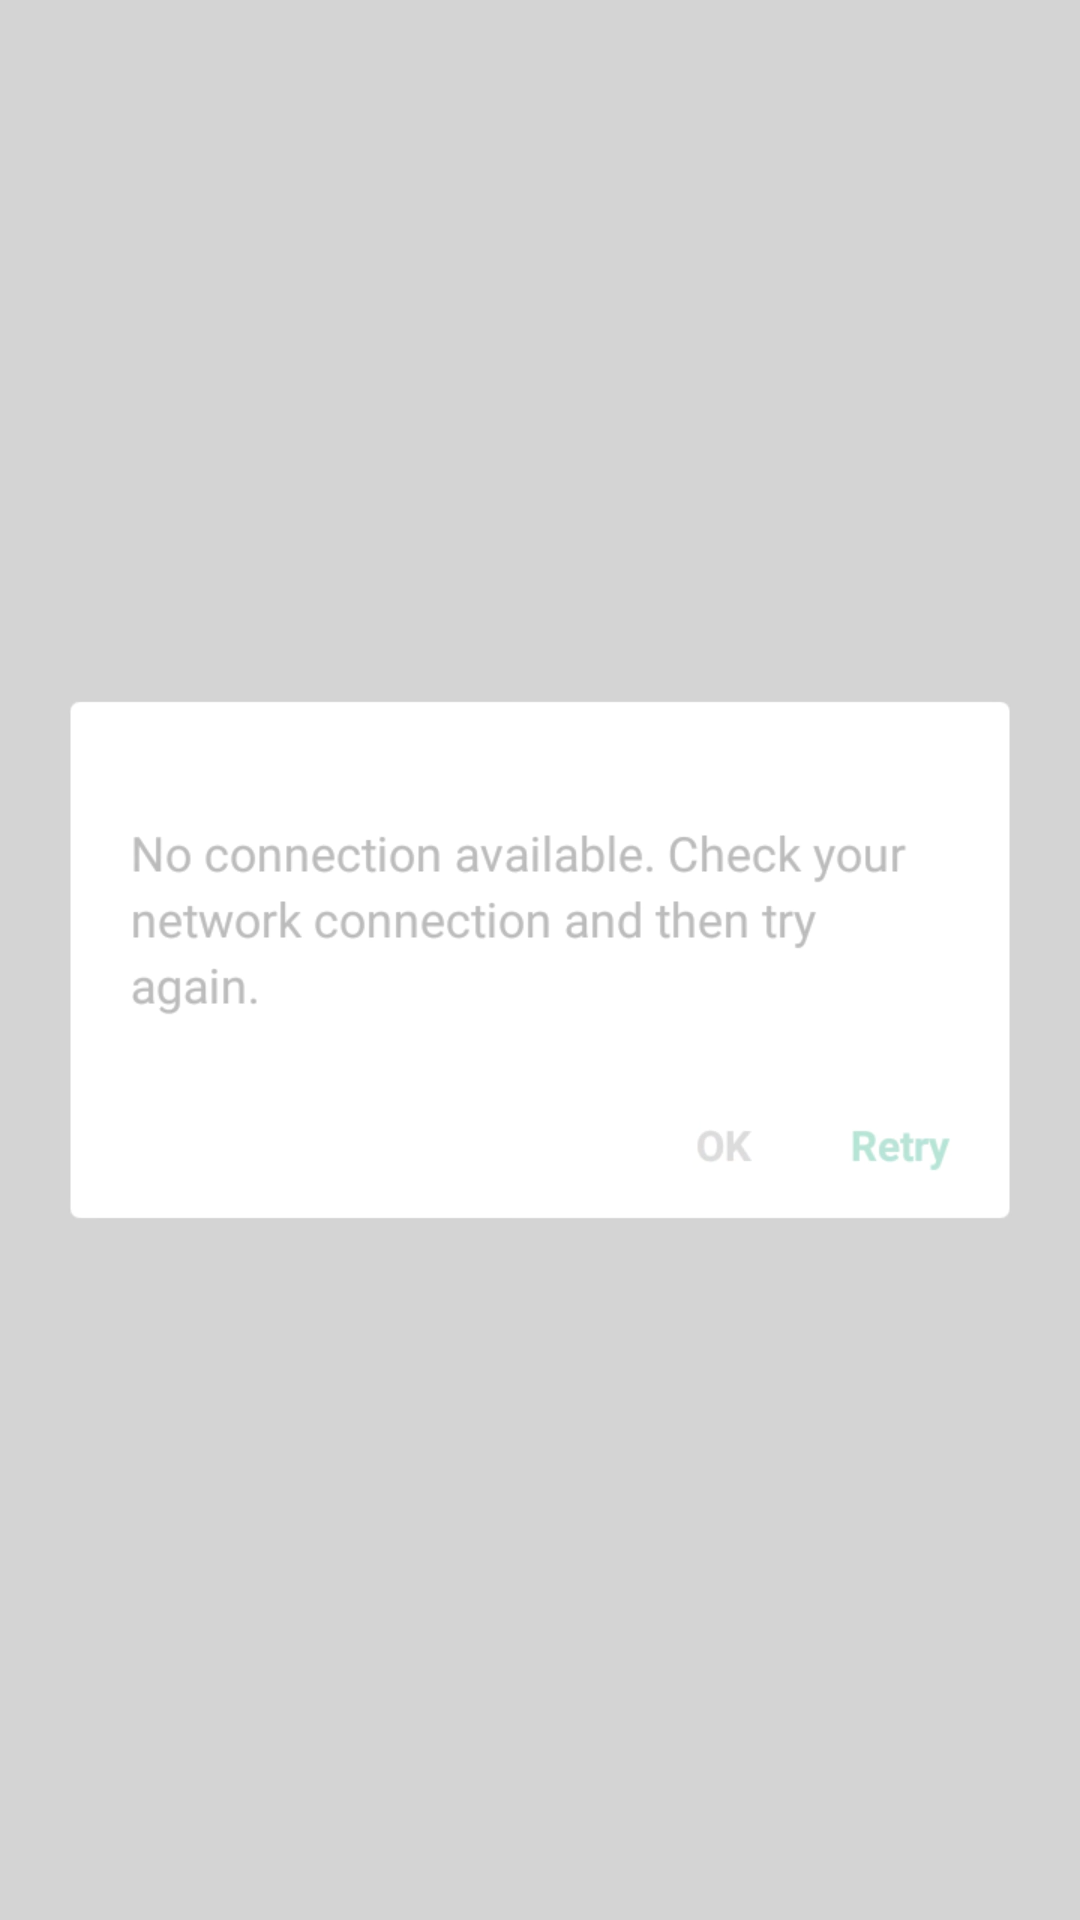 No connection available. Check your
network connection and then try
again.
OK Retry